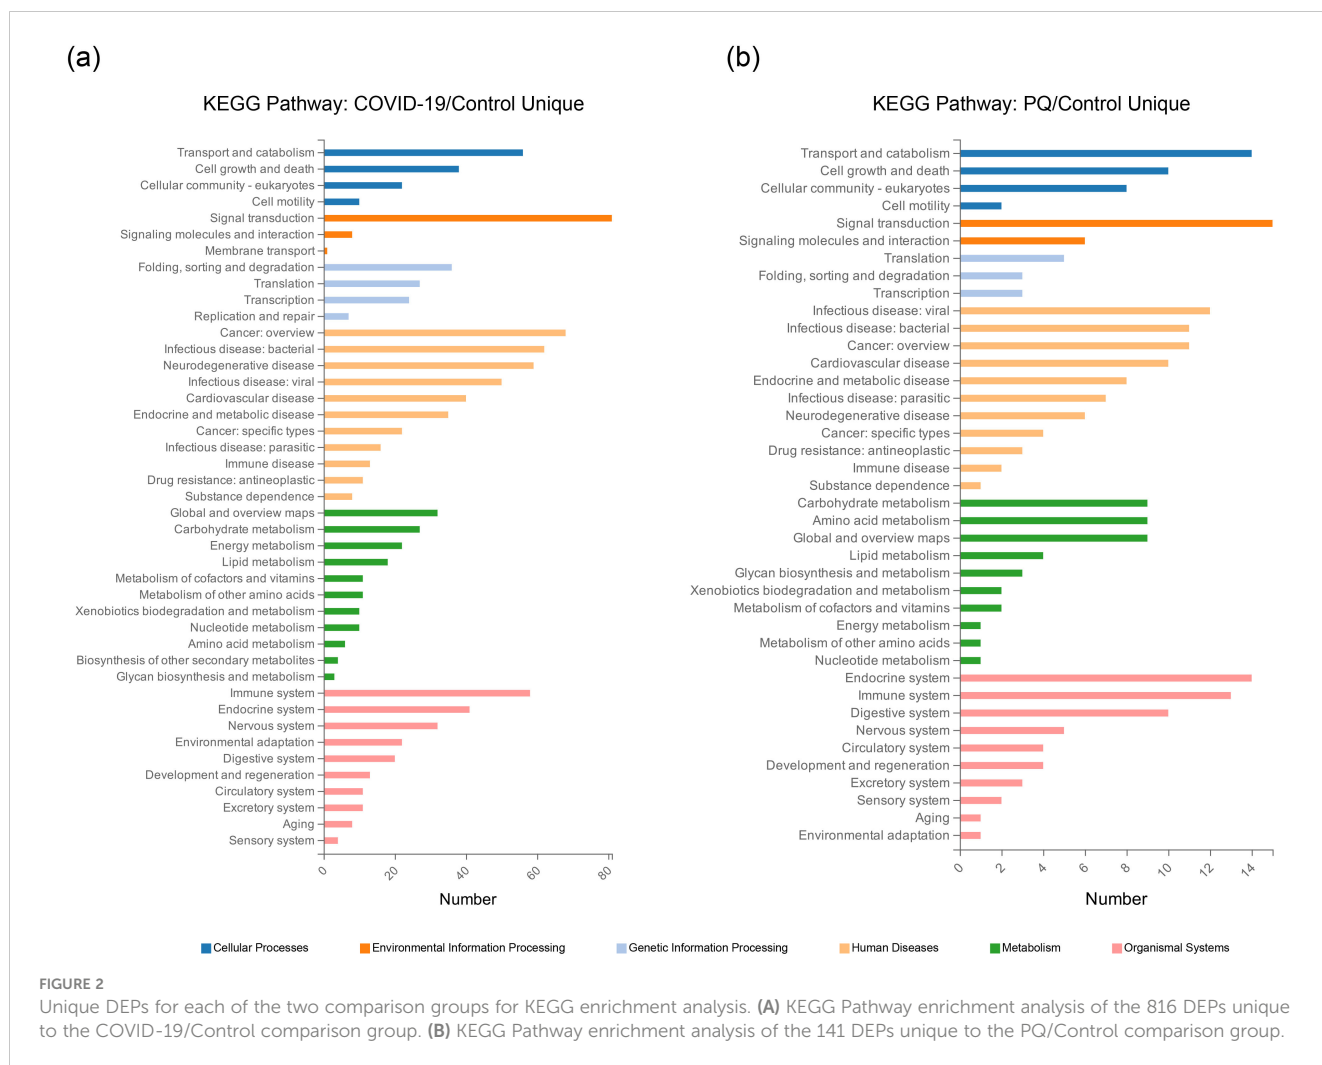 (a)
KEGG Pathway: COVID-19/Control Unique
Transport and catabolism
Cell growth and death
Cellular community - eukaryotes
Cell motility
Signal transduction
Signaling molecules and interaction
Membrane transport
Folding, sorting and degradation
Translation
Transcription
Replication and repair
Cancer: overview
Infectious disease: bacterial
Neurodegenerative disease
Infectious disease: viral
Cardiovascular disease
Endocrine and metabolic disease
Cancer: specific types
Infectious disease: parasitic
Immune disease
Drug resistance: antineoplastic
Substance dependence
Global and overview maps
Carbohydrate metabolism
Energy metabolism
Lipid metabolism
Metabolism of cofactors and vitamins
Metabolism of other amino acids
Xenobiotics biodegradation and metabolism
Nucleotide metabolism
Amino acid metabolism
Biosynthesis of other secondary metabolites
Glycan biosynthesis and metabolism
Immune system
Endocrine system
Nervous system
Environmental adaptation
Digestive system
Development and regeneration
Circulatory system
Excretory system
Aging
Sensory system
0 20 40 60 80
Number
(b)
KEGG Pathway: PQ/Control Unique
Transport and catabolism
Cell growth and death
Cellular community - eukaryotes
Cell motility
Signal transduction
Signaling molecules and interaction
Translation
Folding, sorting and degradation
Transcription
Infectious disease: viral
Infectious disease: bacterial
Cancer: overview
Cardiovascular disease
Endocrine and metabolic disease
Infectious disease: parasitic
Neurodegenerative disease
Cancer: specific types
Drug resistance: antineoplastic
Immune disease
Substance dependence
Carbohydrate metabolism
Amino acid metabolism
Global and overview maps
Lipid metabolism
Glycan biosynthesis and metabolism
Xenobiotics biodegradation and metabolism
Metabolism of cofactors and vitamins
Energy metabolism
Metabolism of other amino acids
Nucleotide metabolism
Endocrine system
Immune system
Digestive system
Nervous system
Circulatory system
Development and regeneration
Excretory system
Sensory system
Aging
Environmental adaptation
0 2 4 6 8 10 12 14
Number
Cellular Processes Environmental Information Processing Genetic Information Processing Human Diseases Metabolism Organismal Systems
FIGURE 2
Unique DEPs for each of the two comparison groups for KEGG enrichment analysis. (A) KEGG Pathway enrichment analysis of the 816 DEPs unique
to the COVID-19/Control comparison group. (B) KEGG Pathway enrichment analysis of the 141 DEPs unique to the PQ/Control comparison group.